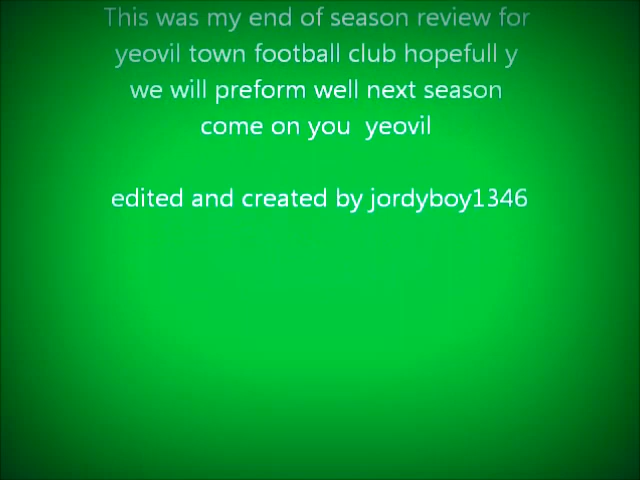 This was my end of season review for
yeovil town football club hopefull y
we will preform well next season
come on you  yeovil
edited and created by jordyboy1346